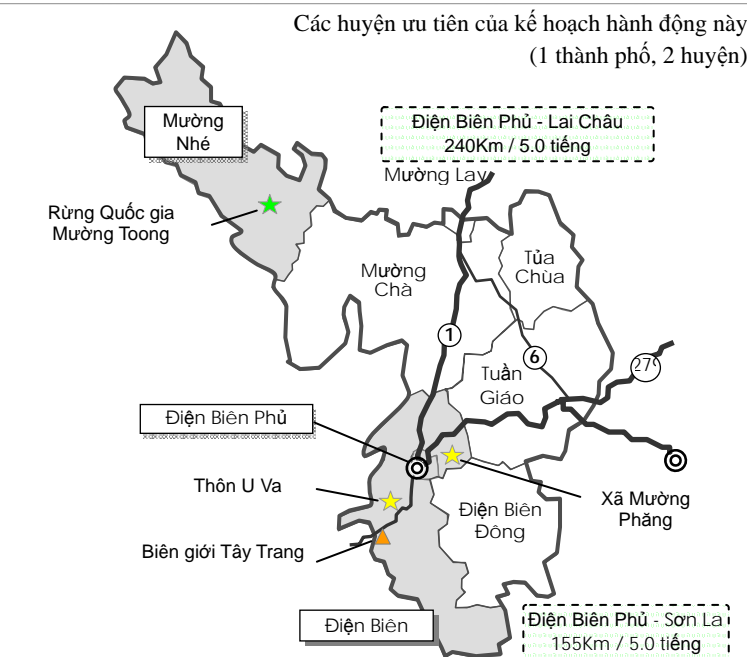 Các huyện ưu tiên của kế hoạch hành động này
(1 thành phố, 2 huyện)
Mường
Nhé
Điện Biên Phủ - Lai Châu
240Km / 5.0 tiếng
Mường Lay
Rừng Quốc gia
Mường Toong
Tủa
Chùa
Mường
Chà
1
6
279
Tuần
Giáo
Điện Biên Phủ
Thôn U Va
Điện Biên
Đông
Xã Mường
Phăng
Biên giới Tây Trang
Điện Biên
Điện Biên Phủ - Sơn La
155Km / 5.0 tiếng